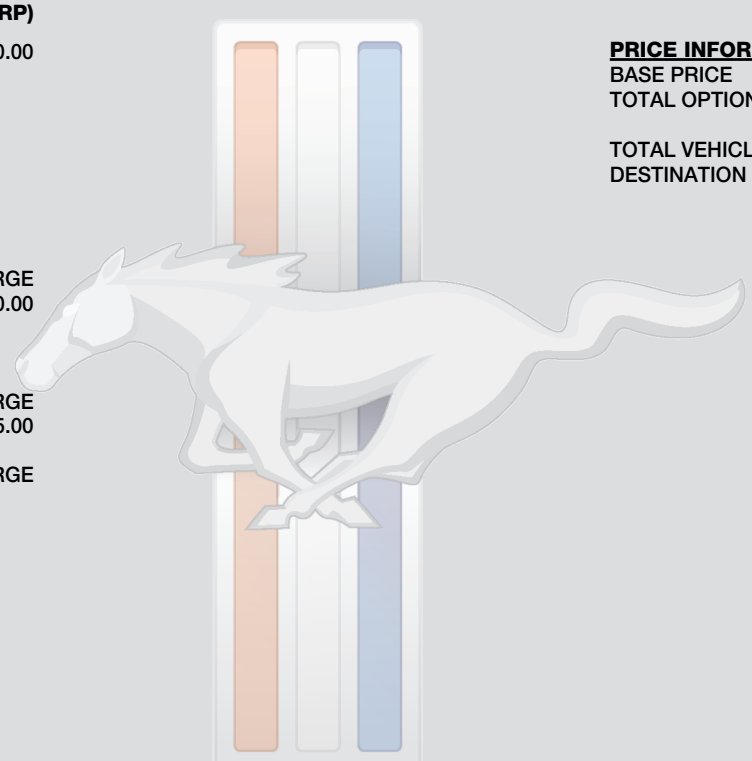 RP)
0.00
RGE
0.00
RGE
5.00
RGE
PRICE INFOR
BASE PRICE
TOTAL OPTION
TOTAL VEHICL
DESTINATION